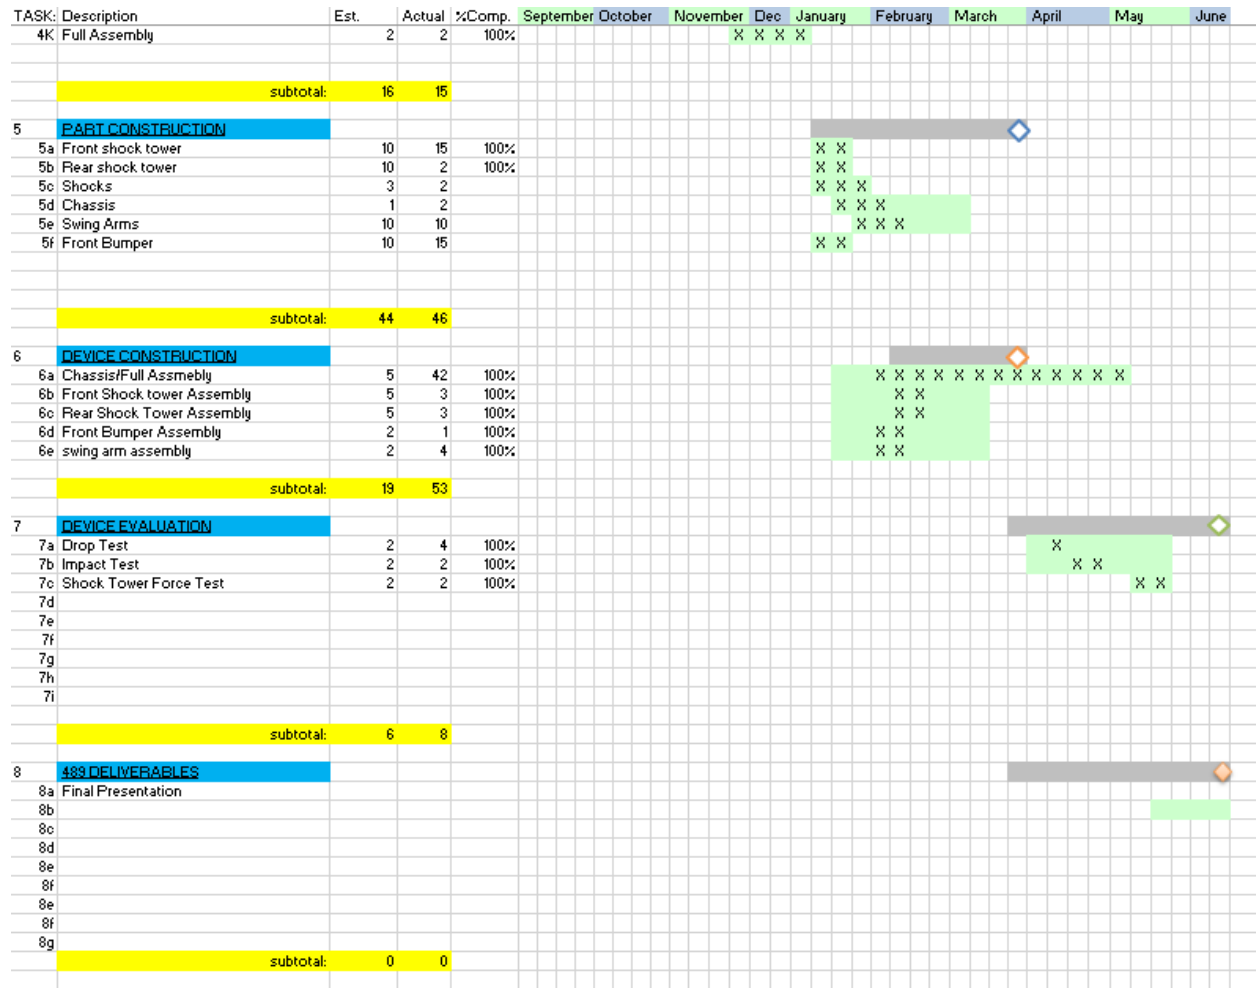 TASK: Description Est. Actual %Comp. September October November Dec January February March April May June
4K Full Assembly 2 2 100% X X X X
subtotal: 16 15
5 PART CONSTRUCTION
5a Front shock tower 10 15 100% X X
5b Rear shock tower 10 2 100% X X
5c Shocks 3 2 X X X
5d Chassis 1 2 X X X
5e Swing Arms 10 10 X X X
5f Front Bumper 10 15 X X
subtotal: 44 46
6 DEVICE CONSTRUCTION
6a Chassis/Full Assmebly 5 42 100% X X X X X X X X X X X X X
6b Front Shock tower Assembly 5 3 100% X X
6c Rear Shock Tower Assembly 5 3 100% X X
6d Front Bumper Assembly 2 1 100% X X
6e swing arm assembly 2 4 100% X X
subtotal: 19 53
7 DEVICE EVALUATION
7a Drop Test 2 4 100% X
7b Impact Test 2 2 100% X X
7c Shock Tower Force Test 2 2 100% X X
7d
7e
7f
7g
7h
7i
subtotal: 6 8
8 489 DELIVERABLES
8a Final Presentation
8b
8c
8d
8e
8f
8e
8f
8g
subtotal: 0 0